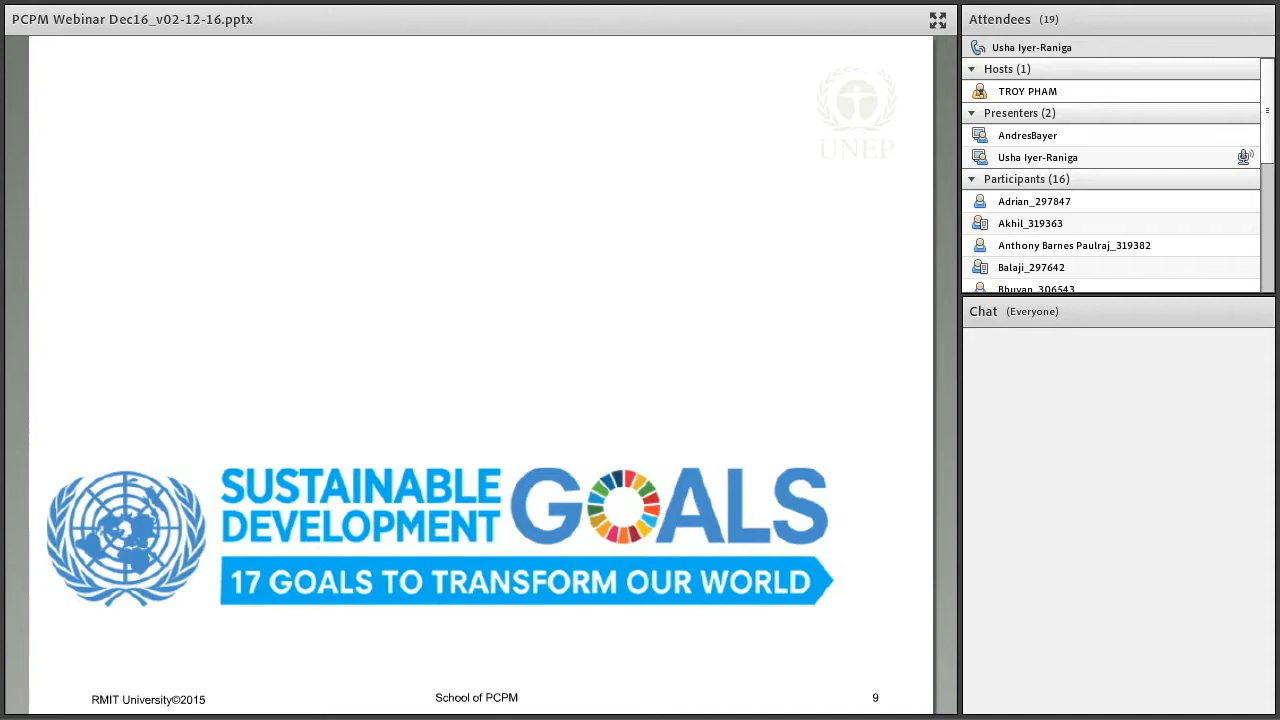 PCPM Webinar Dec16_v02-12-16.pptx
UNEP
SUSTAINABLE
DEVELOPMENT
GOALS
17 GOALS TO TRANSFORM OUR WORLD
RMIT University©2015
School of PCPM
9
Attendees (19)
Usha Iyer-Raniga
Hosts (1)
TROY PHAM
Presenters (2)
AndresBayer
Usha Iyer-Raniga
Participants (16)
Adrian_297847
Akhil_319363
Anthony Barnes Paulraj_319382
Balaji_297642
Bhuvan_306543
Chat (Everyone)